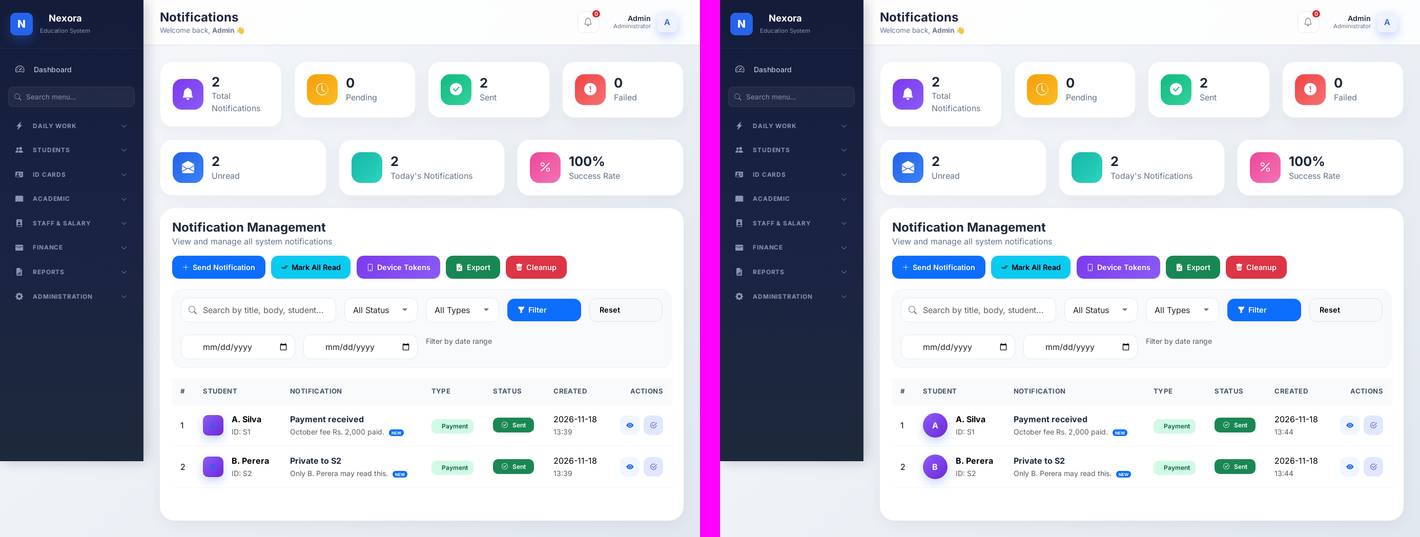 N
Nexora
Education System
Dashboard
Search menu...
DAILY WORK
STUDENTS
ID CARDS
ACADEMIC
STAFF & SALARY
FINANCE
REPORTS
ADMINISTRATION
Notifications
Welcome back, Admin 👋
0
Admin
Administrator
A
2
Total
Notifications
0
Pending
2
Sent
0
Failed
2
Unread
2
Today's Notifications
100%
Success Rate
Notification Management
View and manage all system notifications
Send Notification
Mark All Read
Device Tokens
Export
Cleanup
Search by title, body, student...
All Status
All Types
Filter
Reset
mm/dd/yyyy
mm/dd/yyyy
Filter by date range
# STUDENT NOTIFICATION TYPE STATUS CREATED ACTIONS
1 A. Silva Payment received Payment Sent 2026-11-18
ID: S1 October fee Rs. 2,000 paid. NEW 13:39
2 B. Perera Private to S2 Payment Sent 2026-11-18
ID: S2 Only B. Perera may read this. NEW 13:39
N
Nexora
Education System
Dashboard
Search menu...
DAILY WORK
STUDENTS
ID CARDS
ACADEMIC
STAFF & SALARY
FINANCE
REPORTS
ADMINISTRATION
Notifications
Welcome back, Admin 👋
0
Admin
Administrator
A
2
Total
Notifications
0
Pending
2
Sent
0
Failed
2
Unread
2
Today's Notifications
100%
Success Rate
Notification Management
View and manage all system notifications
Send Notification
Mark All Read
Device Tokens
Export
Cleanup
Search by title, body, student...
All Status
All Types
Filter
Reset
mm/dd/yyyy
mm/dd/yyyy
Filter by date range
# STUDENT NOTIFICATION TYPE STATUS CREATED ACTIONS
1 A A. Silva Payment received Payment Sent 2026-11-18
ID: S1 October fee Rs. 2,000 paid. NEW 13:44
2 B B. Perera Private to S2 Payment Sent 2026-11-18
ID: S2 Only B. Perera may read this. NEW 13:44